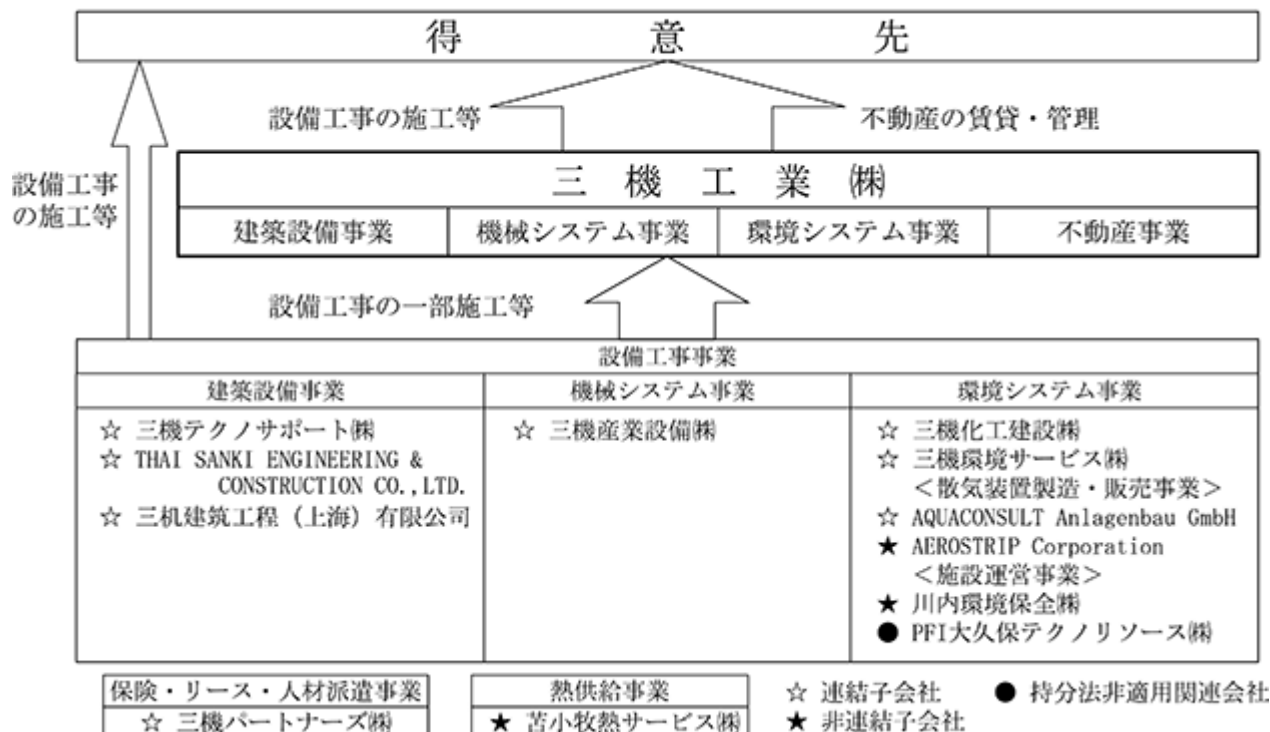 得意先
設備工事の施工等
不動産の賃貸・管理
設備工事
の施工等
三機工業㈱
建築設備事業
機械システム事業
環境システム事業
不動産事業
設備工事の一部施工等
設備工事事業
建築設備事業
☆ 三機テクノサポート㈱
☆ THAI SANKI ENGINEERING &
CONSTRUCTION CO.,LTD.
☆ 三机建筑工程（上海）有限公司
機械システム事業
☆ 三機産業設備㈱
環境システム事業
☆ 三機化工建設㈱
☆ 三機環境サービス㈱
＜散気装置製造・販売事業＞
☆ AQUACONSULT Anlagenbau GmbH
★ AEROSTRIP Corporation
＜施設運営事業＞
★ 川内環境保全㈱
● PFI大久保テクノリソース㈱
保険・リース・人材派遣事業
☆ 三機パートナーズ㈱
熱供給事業
★ 苫小牧熱サービス㈱
☆ 連結子会社
● 持分法非適用関連会社
★ 非連結子会社